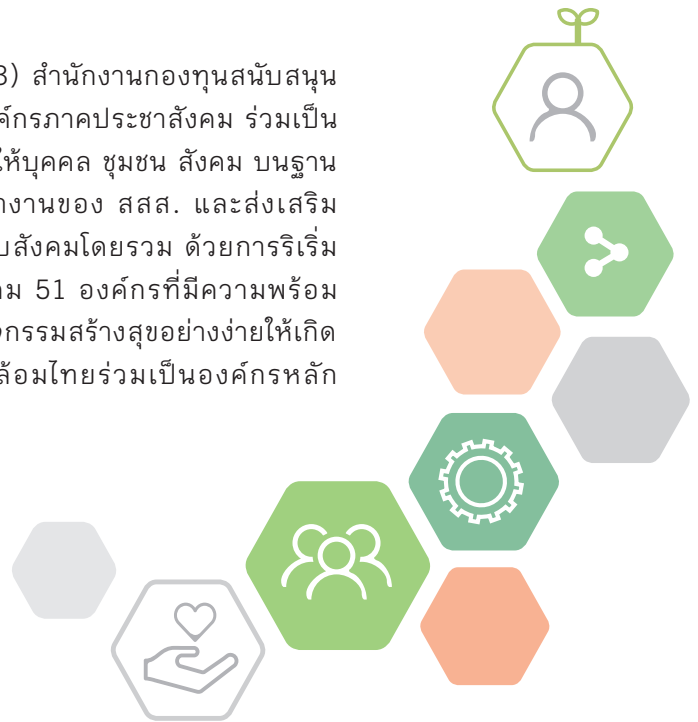 3) สำนักงานกองทุนสนับสนุน
ค์กรภาคประชาสังคม ร่วมเป็น
ให้บุคคล ชุมชน สังคม บนฐาน
างานของ สสส. และส่งเสริม
บสังคมโดยรวม ด้วยการริเริ่ม
ม 51 องค์กรที่มีความพร้อม
กรรมสร้างสุขอย่างง่ายให้เกิด
ล้อมไทยร่วมเป็นองค์กรหลัก